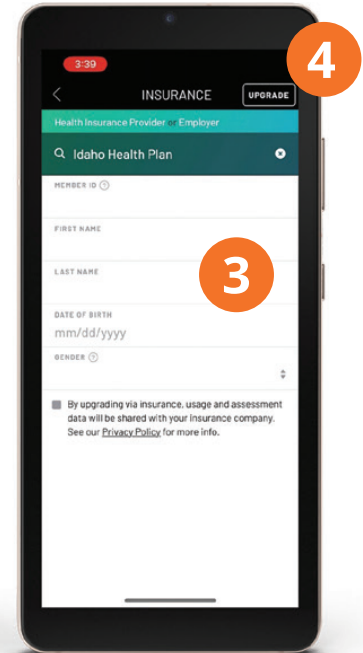 3:39
4
INSURANCE
UPGRADE
Health Insurance Provider or Employer
Idaho Health Plan
MEMBER ID ?
FIRST NAME
LAST NAME
3
DATE OF BIRTH
mm/dd/yyyy
GENDER ?
By upgrading via insurance, usage and assessment
data will be shared with your insurance company.
See our Privacy Policy for more info.